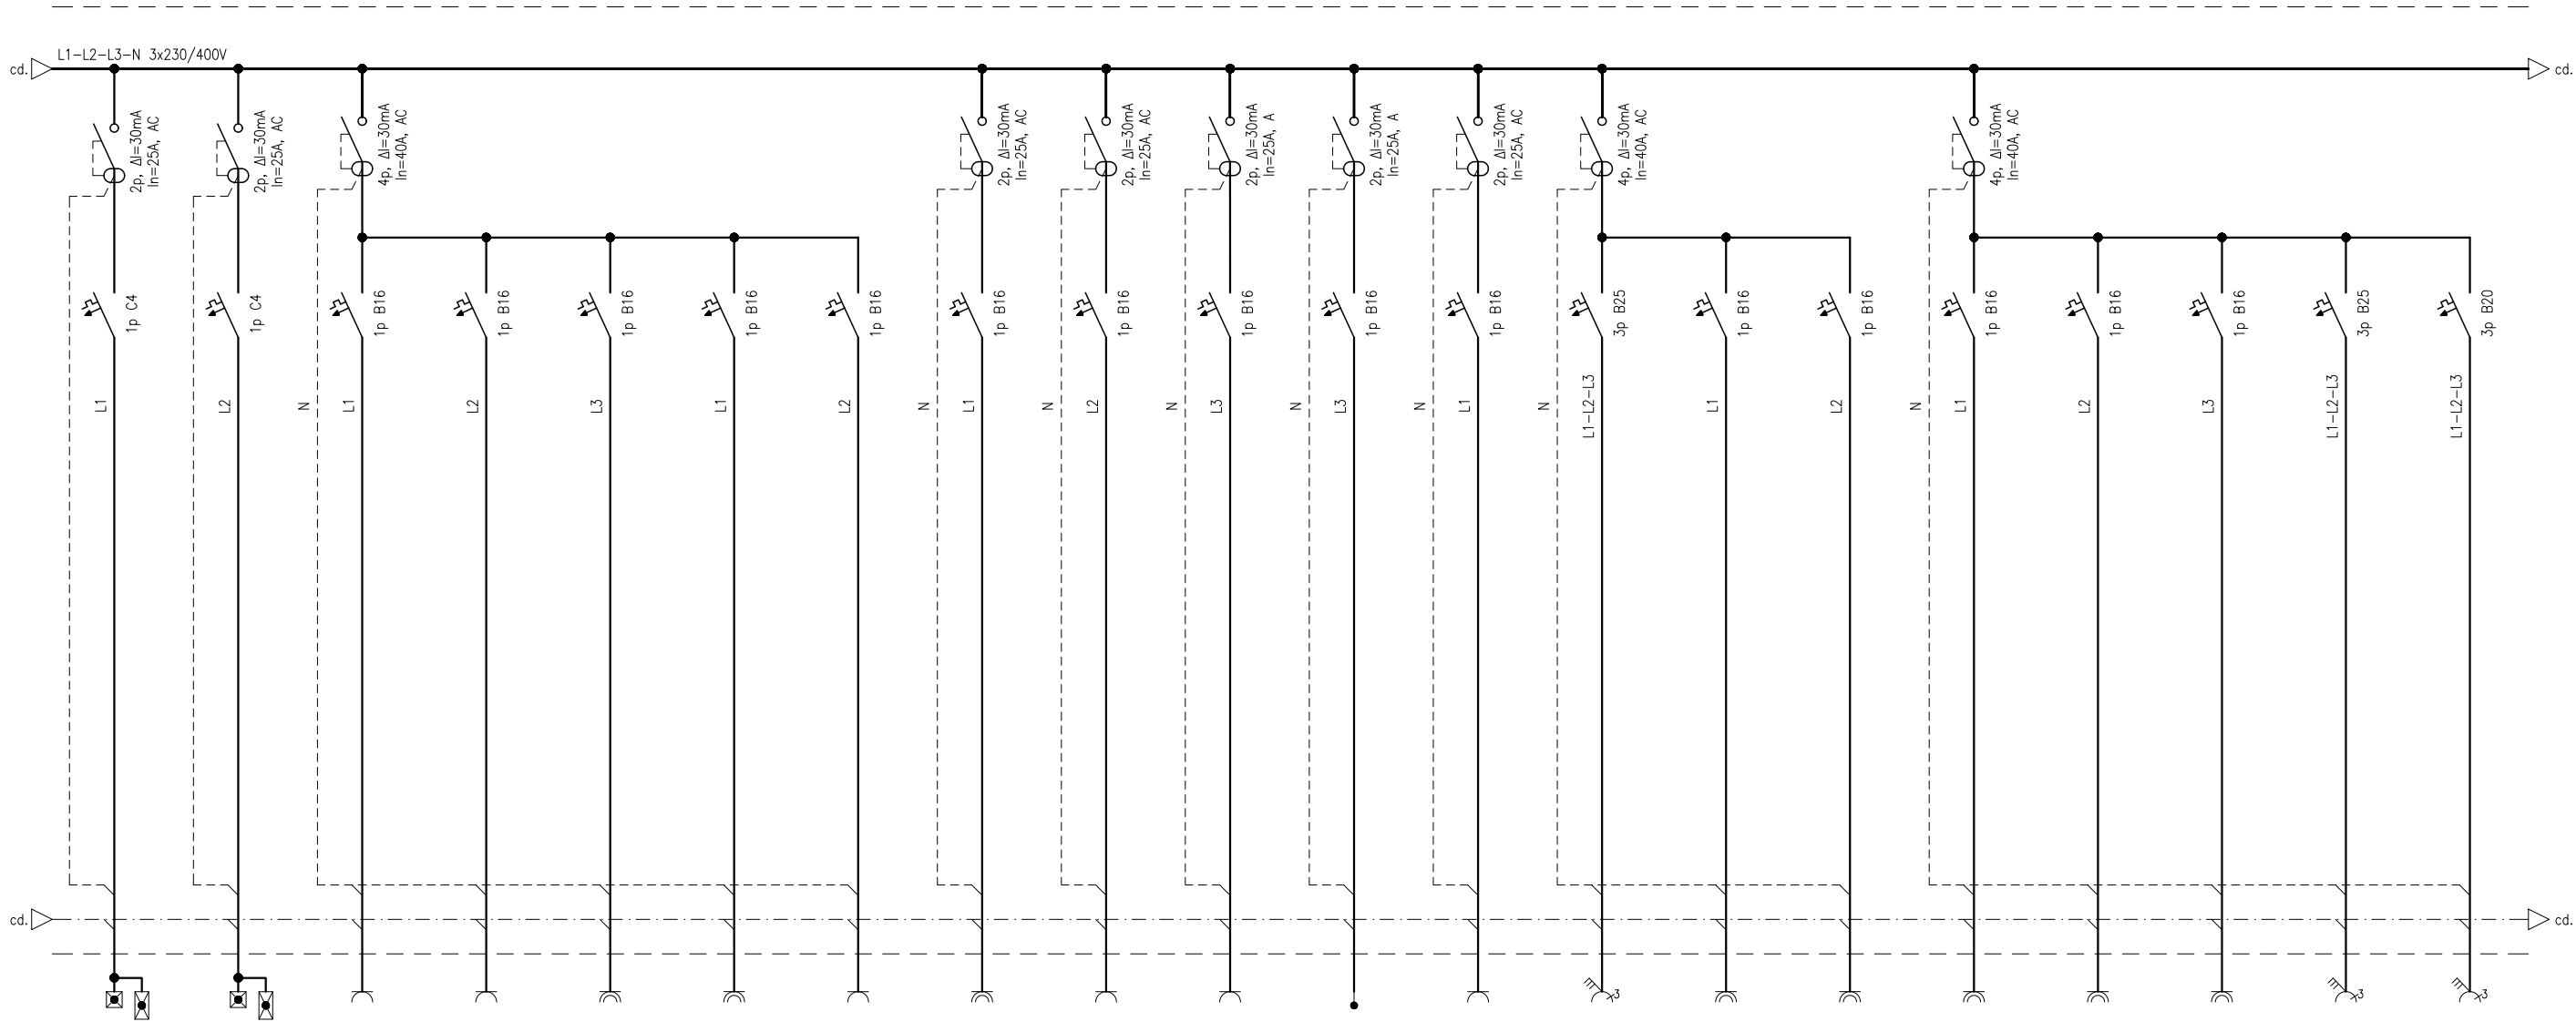 L1-L2-L3-N 3x230/400V
cd.
cd.
2p, ΔI=30mA
In=25A, AC
2p, ΔI=30mA
In=25A, AC
4p, ΔI=30mA
In=40A, AC
2p, ΔI=30mA
In=25A, AC
2p, ΔI=30mA
In=25A, AC
2p, ΔI=30mA
In=25A, A
2p, ΔI=30mA
In=25A, A
2p, ΔI=30mA
In=25A, AC
4p, ΔI=30mA
In=40A, AC
4p, ΔI=30mA
In=40A, AC
1p C4
1p C4
1p B16
1p B16
1p B16
1p B16
1p B16
1p B16
1p B16
1p B16
1p B16
1p B16
3p B25
1p B16
1p B16
1p B16
1p B16
1p B16
3p B25
3p B20
L1
L2
N
L1
L2
L3
L1
L2
N
L1
N
L2
N
L3
N
L3
N
L1
N
L1-L2-L3
L1
L2
N
L1
L2
L3
L1-L2-L3
L1-L2-L3
cd.
cd.
3
3
3